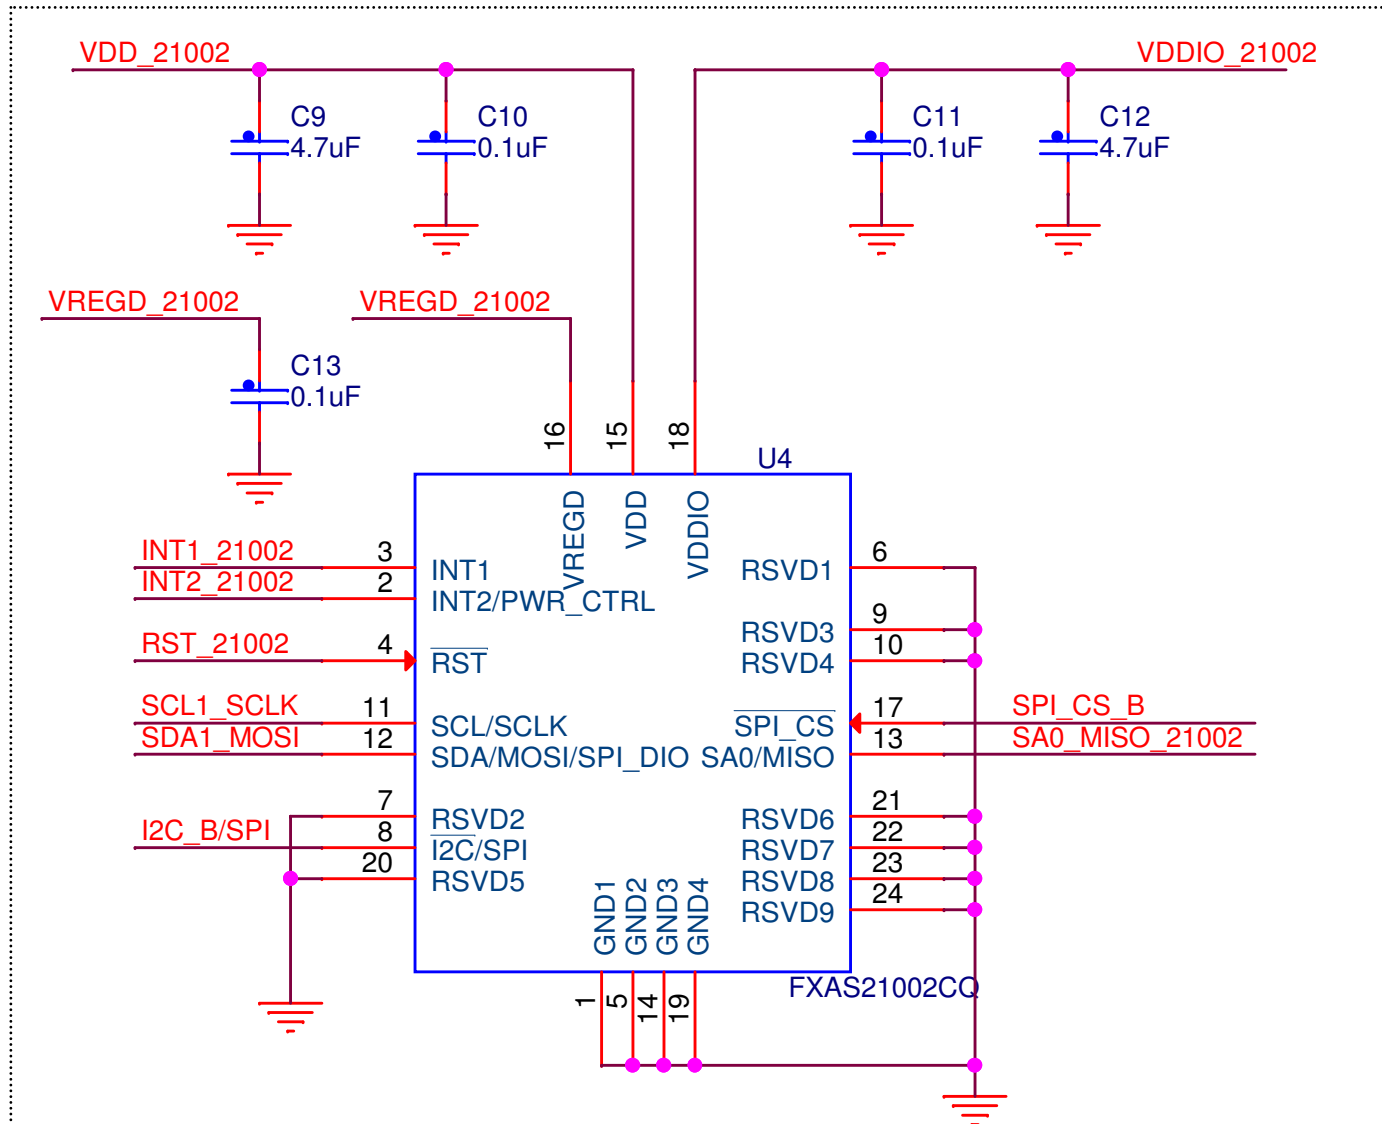 VDD_21002
VDDIO_21002
C9
4.7uF
C10
0.1uF
C11
0.1uF
C12
4.7uF
VREGD_21002
VREGD_21002
C13
0.1uF
16
15
18
U4
VREGD
VDD
VDDIO
INT1_21002
3
INT1
INT2_21002
2
INT2/PWR_CTRL
RST_21002
4
RST
SCL1_SCLK
11
SCL/SCLK
SDA1_MOSI
12
SDA/MOSI/SPI_DIO
7
RSVD2
I2C_B/SPI
8
I2C/SPI
20
RSVD5
RSVD1
6
RSVD3
9
RSVD4
10
SPI_CS
17
SPI_CS_B
SA0/MISO
13
SA0_MISO_21002
RSVD6
21
RSVD7
22
RSVD8
23
RSVD9
24
GND1
GND2
GND3
GND4
1
5
14
19
FXAS21002CQ